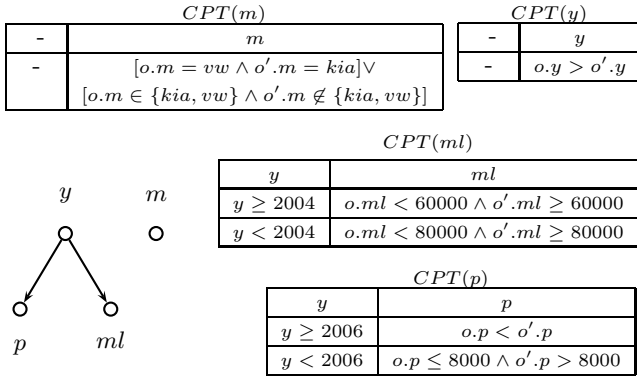 CPT(m)
- m
- [o.m = vw ∧ o′.m = kia]∨
[o.m ∈ {kia, vw} ∧ o′.m ∉ {kia, vw}]
CPT(y)
- y
- o.y > o′.y
CPT(ml)
y ml
y ≥ 2004 o.ml < 60000 ∧ o′.ml ≥ 60000
y < 2004 o.ml < 80000 ∧ o′.ml ≥ 80000
y m
p ml
CPT(p)
y p
y ≥ 2006 o.p < o′.p
y < 2006 o.p ≤ 8000 ∧ o′.p > 8000